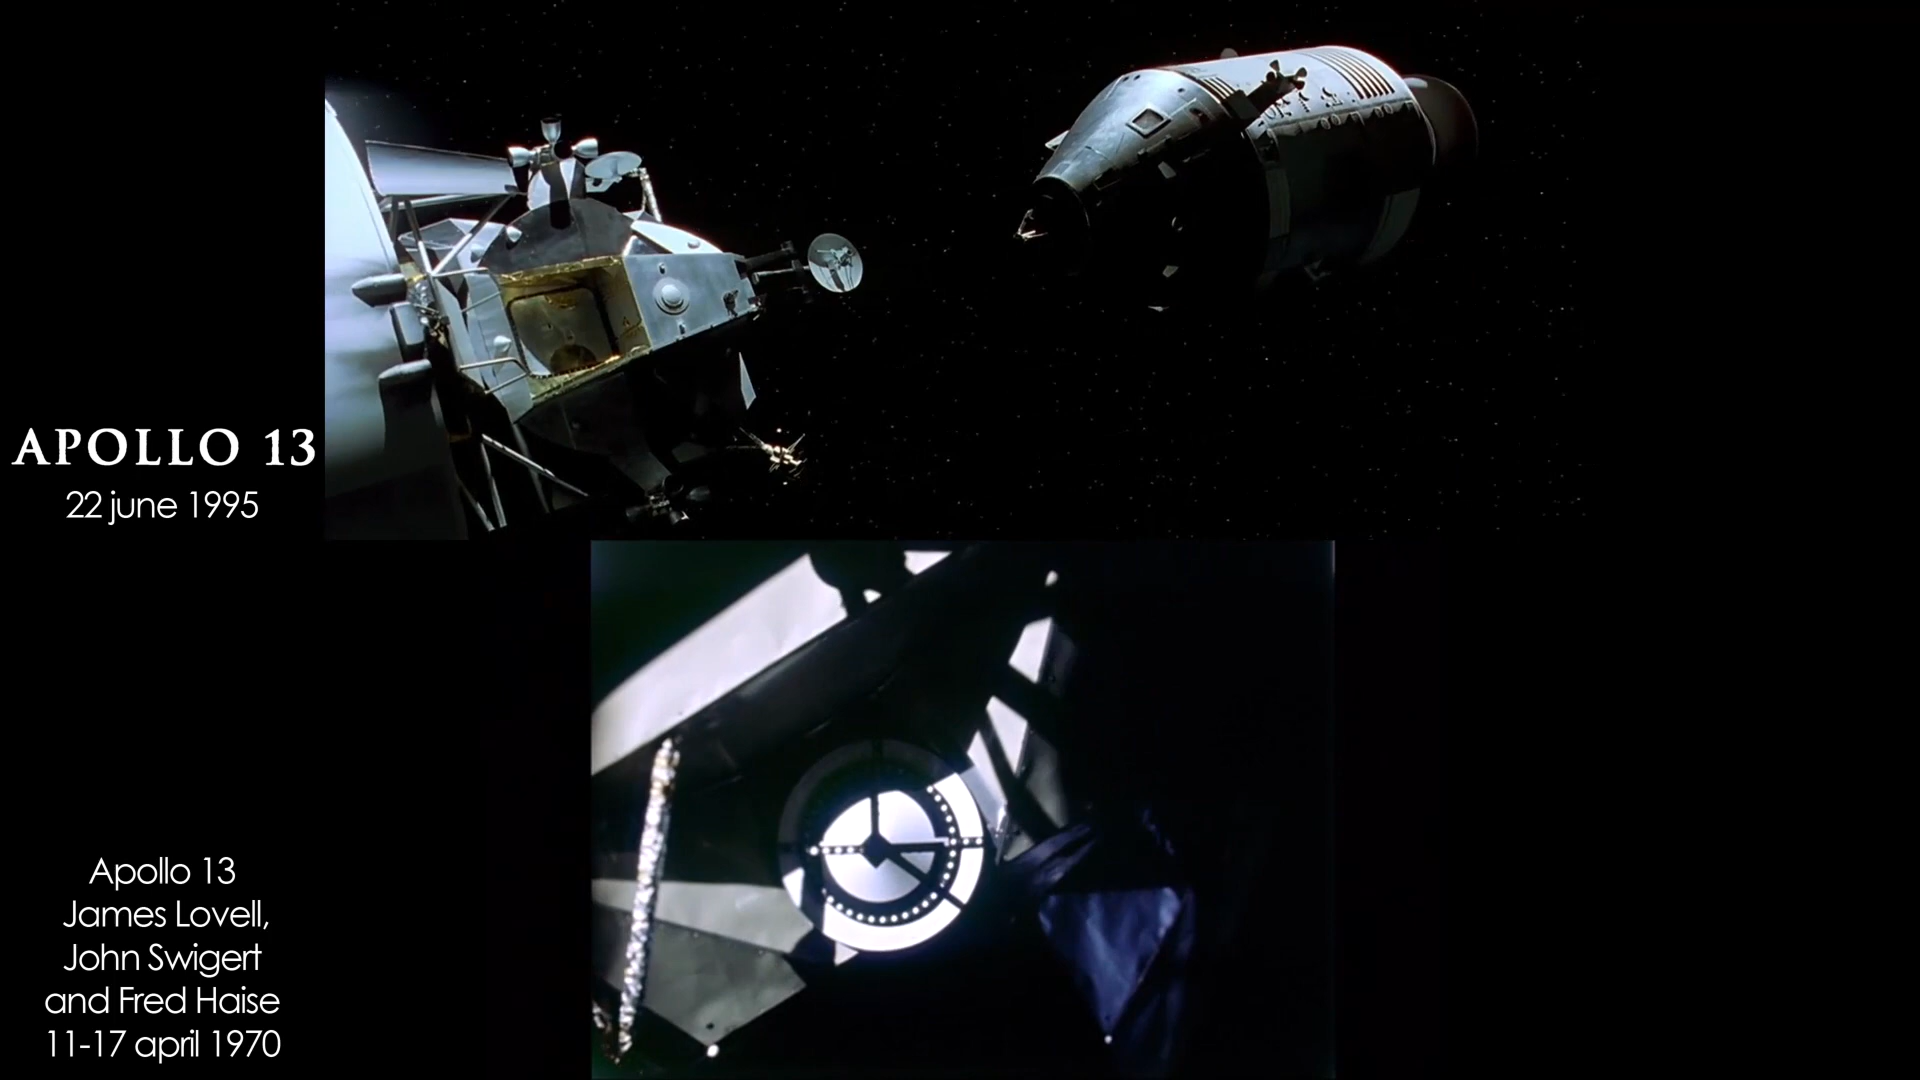 APOLLO 13
22 june 1995
Apollo 13
James Lovell,
John Swigert
and Fred Haise
11-17 april 1970